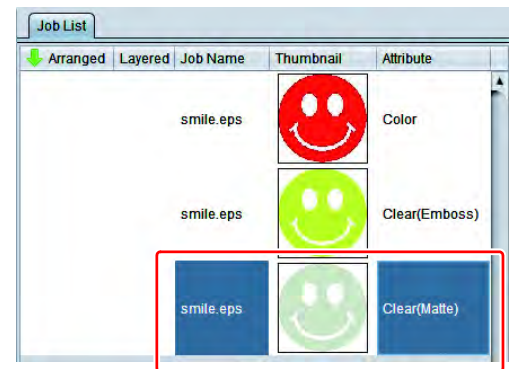 Job List
Arranged Layered Job Name Thumbnail Attribute
smile.eps Color
smile.eps Clear(Emboss)
smile.eps Clear(Matte)